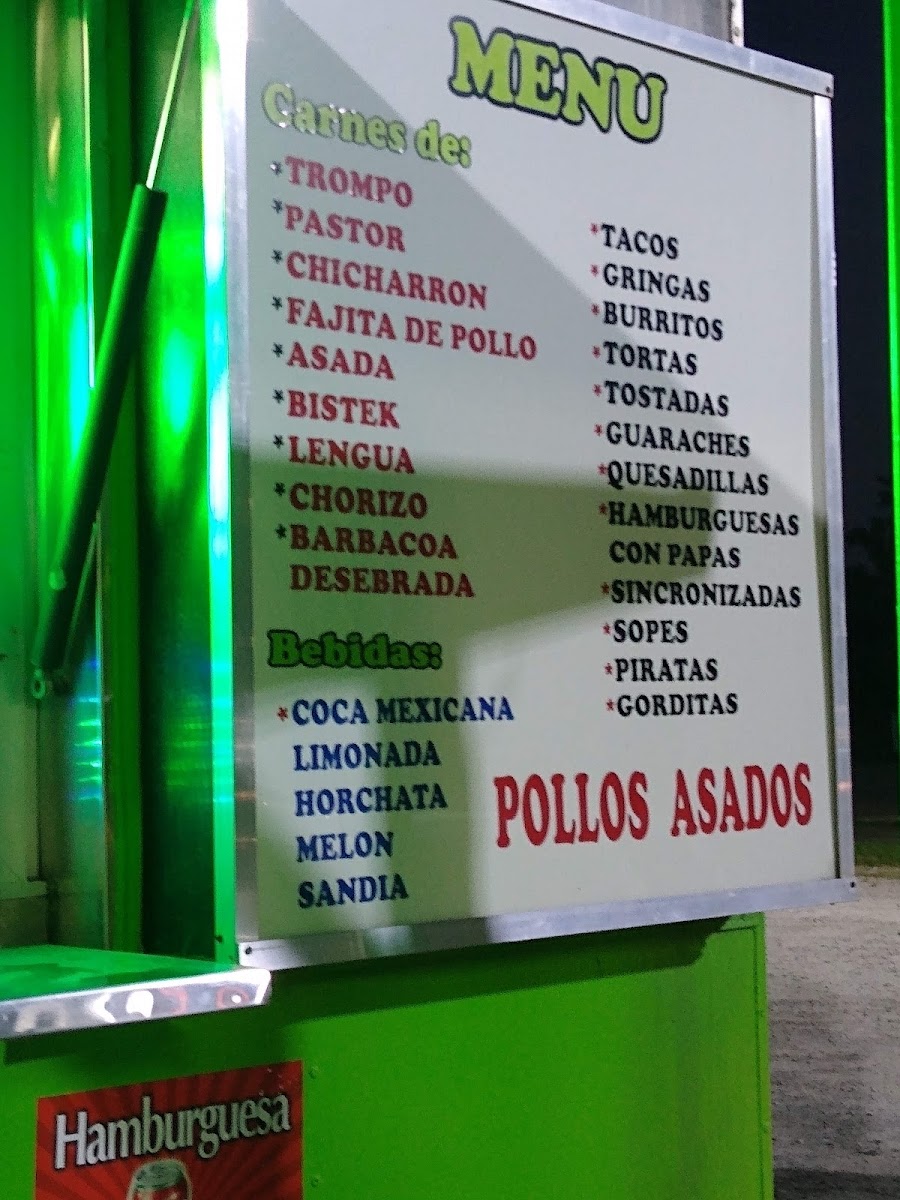 MENU
Carnes de:
*TROMPO
*PASTOR
*CHICHARRON
*FAJITA DE POLLO
*ASADA
*BISTEK
*LENGUA
*CHORIZO
*BARBACOA
DESEBRADA
Bebidas:
*COCA MEXICANA
LIMONADA
HORCHATA
MELON
SANDIA
*TACOS
*GRINGAS
*BURRITOS
*TORTAS
*TOSTADAS
*GUARACHES
*QUESADILLAS
*HAMBURGUESAS
CON PAPAS
*SINCRONIZADAS
*SOPES
*PIRATAS
*GORDITAS
POLLOS ASADOS
Hamburguesa